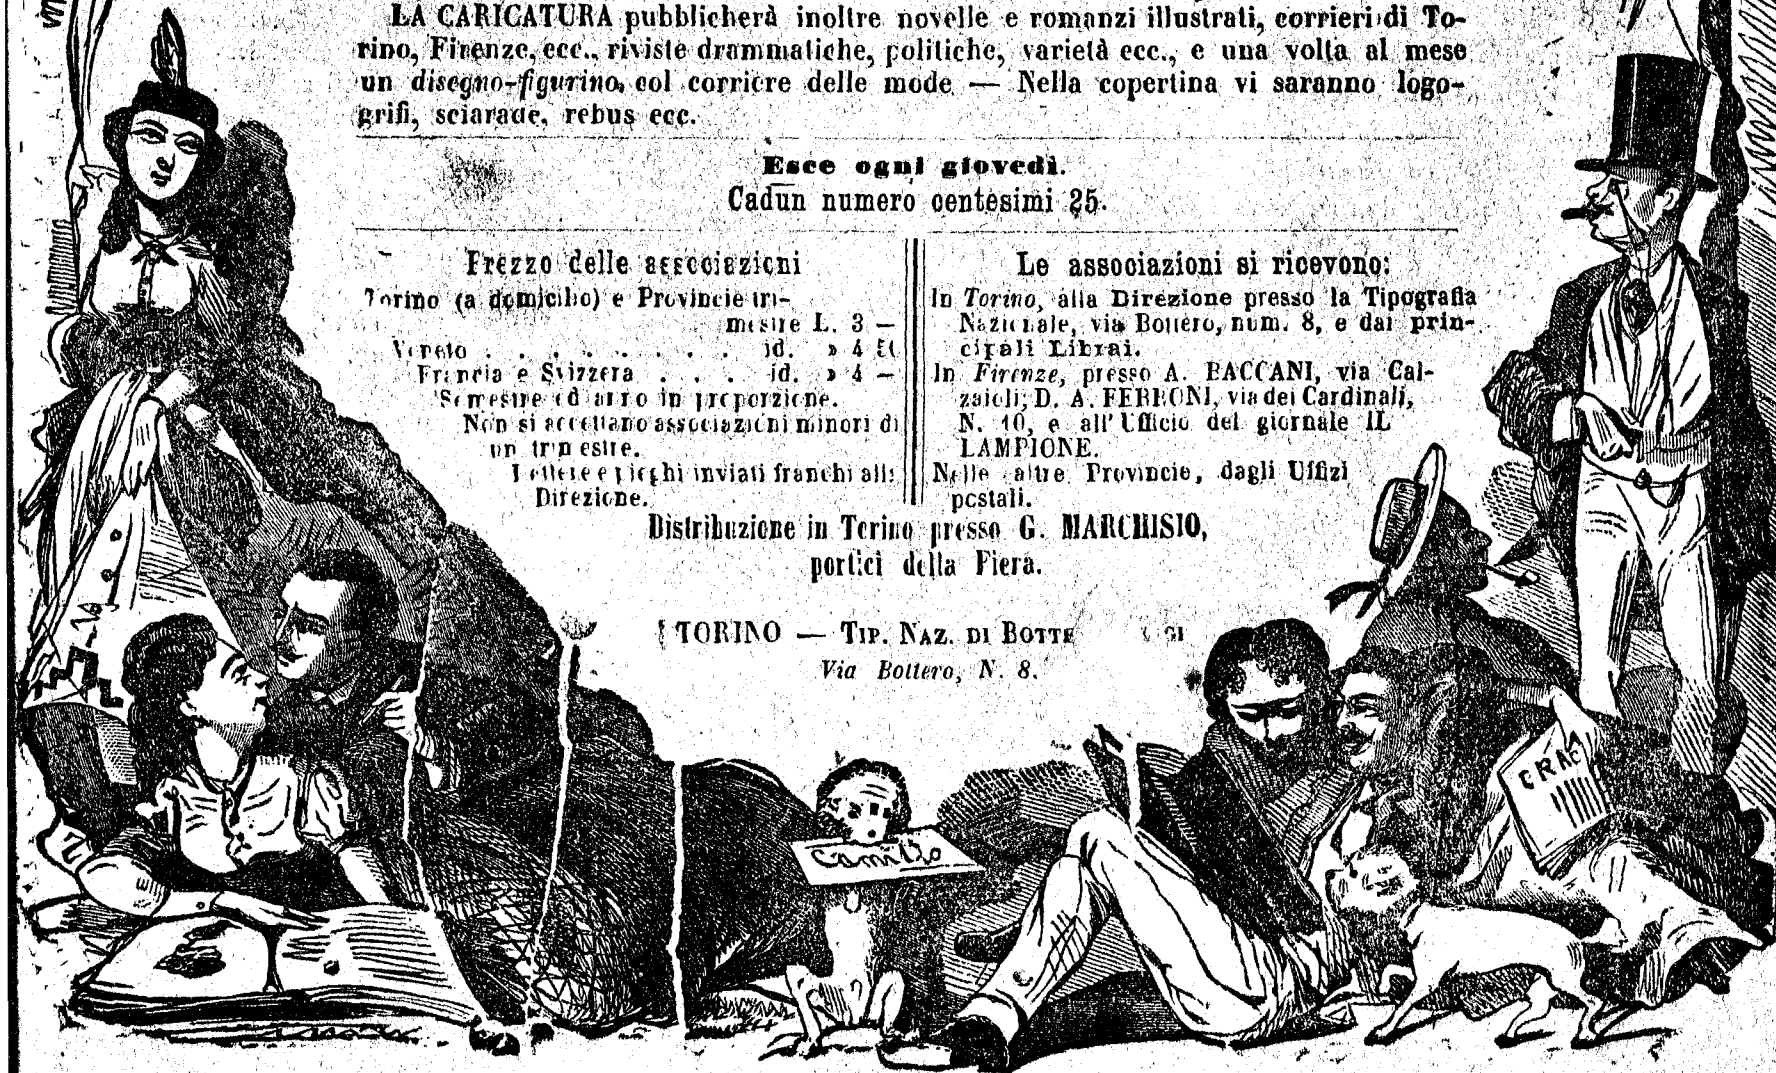 LA CARICATURA pubblicherà inoltre novelle e romanzi illustrati, corrieri di To-
rino, Firenze, ecc., riviste drammatiche, politiche, varietà ecc., e una volta al mese
un disegno-figurino, col corriere delle mode — Nella copertina vi saranno logo-
grifi, sciarade, rebus ecc.
Esce ogni giovedì.
Cadun numero centesimi 25.
Prezzo delle associazioni
Torino (a domicilio) e Provincie tri-
mestre L. 3 —
Veneto . . . . . . . . id. » 4 50
Francia e Svizzera . . . . id. » 4 —
Semestre ed anno in proporzione.
Non si accettano associazioni minori di
un trimestre.
Lettere e pieghi inviati franchi alla
Direzione.
Le associazioni si ricevono:
In Torino, alla Direzione presso la Tipografia
Nazionale, via Bottero, num. 8, e dai prin-
cipali Librai.
In Firenze, presso A. BACCANI, via Cal-
zaioli; D. A. FERRONI, via dei Cardinali,
N. 10, e all' Ufficio del giornale IL
LAMPIONE.
Nelle altre Provincie, dagli Uffizi
postali.
Distribuzione in Torino presso G. MARCHISIO,
portici della Fiera.
TORINO — TIP. NAZ. DI BOTTE
Via Bottero, N. 8.
Camillo
CRAC